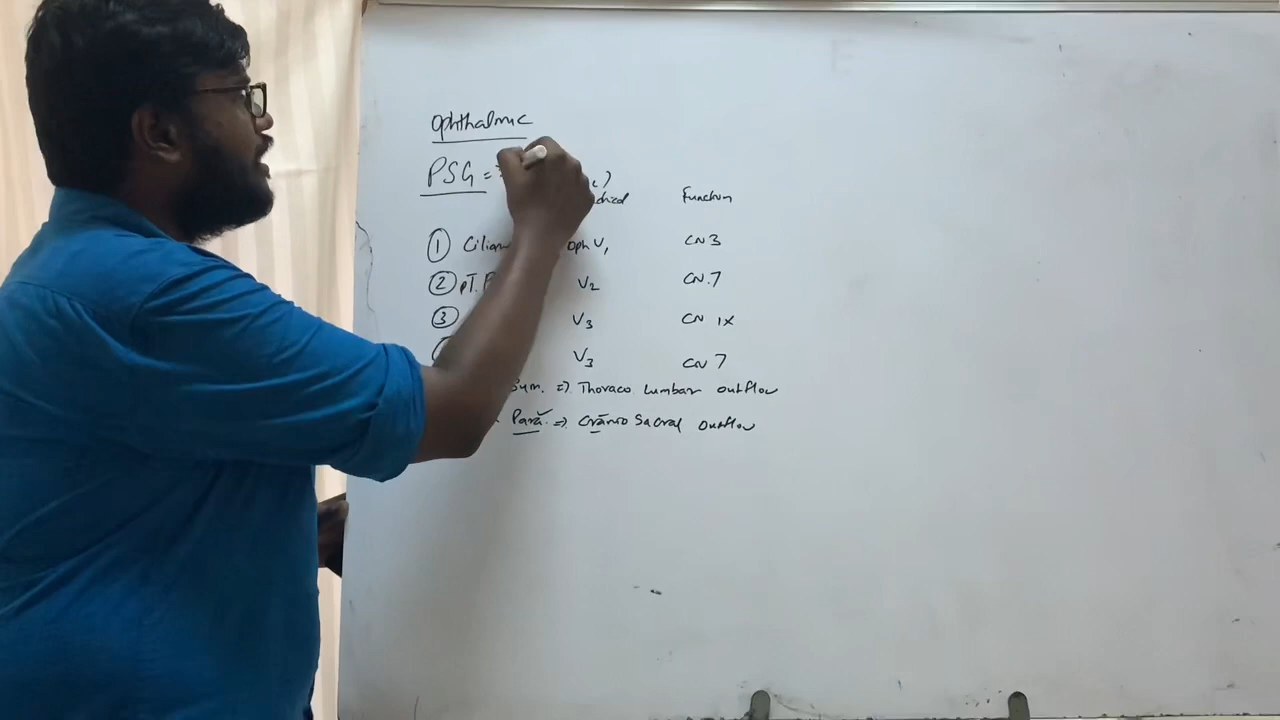 Ophthalmic
PSG =
Function
① Ciliary Oph V₁ CN 3
② pT. V₂ CN.7
③ V₃ CN IX
V₃ CN 7
Sym. => Thoraco Lumbar outflow
Para. => Cranio Sacral Outflow